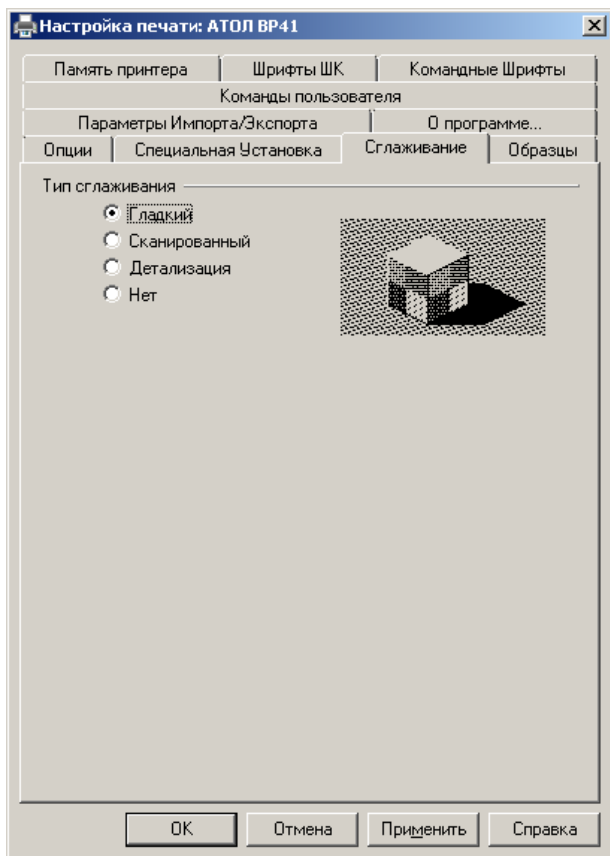 Настройка печати: АТОЛ BP41
Память принтера Шрифты ШК Командные Шрифты
Команды пользователя
Параметры Импорта/Экспорта О программе...
Опции Специальная Установка Сглаживание Образцы
Тип сглаживания
Гладкий
Сканированный
Детализация
Нет
ОК Отмена Применить Справка